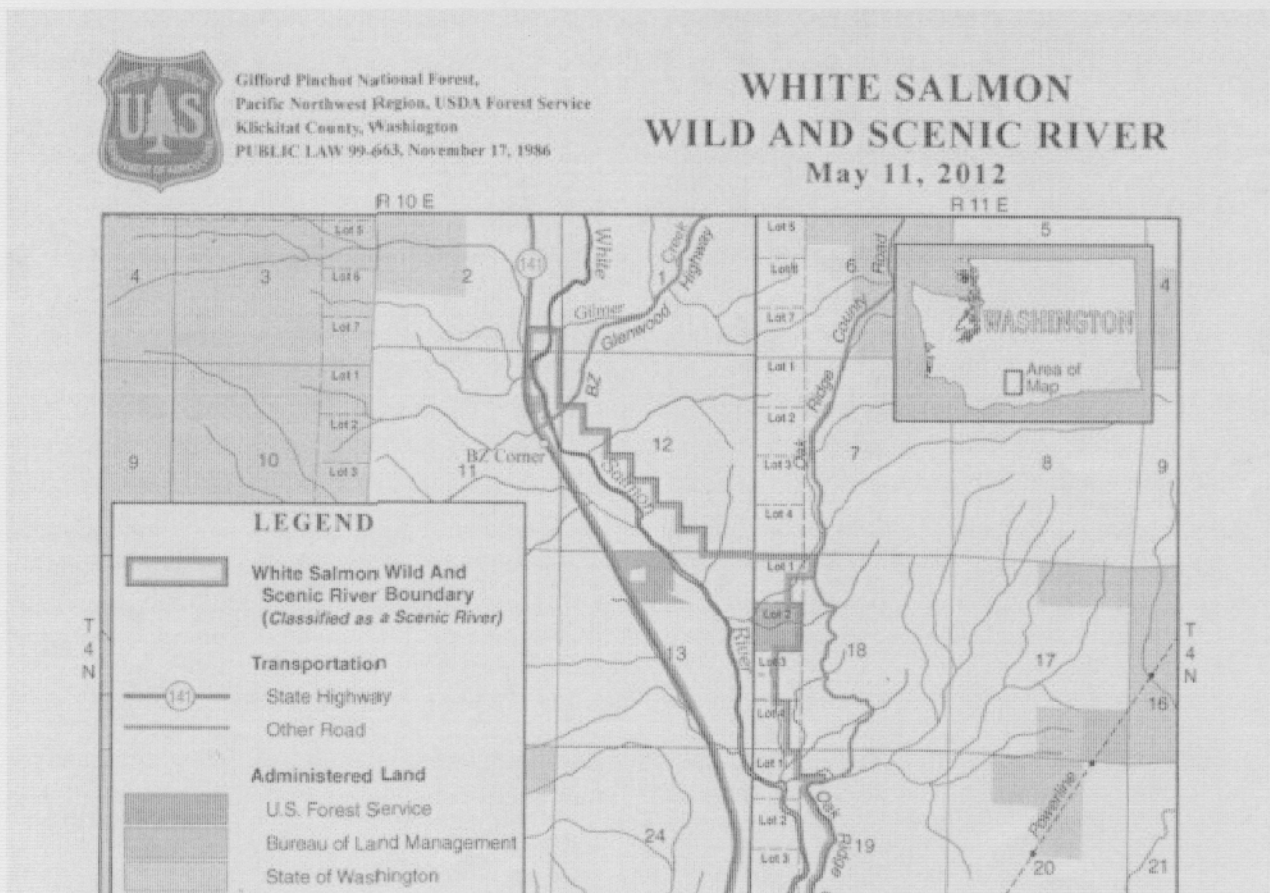 US
Gifford Pinchot National Forest,
Pacific Northwest Region, USDA Forest Service
Klickitat County, Washington
PUBLIC LAW 99-663, November 17, 1986
WHITE SALMON
WILD AND SCENIC RIVER
May 11, 2012
R 10 E
R 11 E
4
3
Lot 5
Lot 6
Lot 7
2
141
White
Creek
1
Highway
Gilmer
Glenwood
BZ
Lot 5
Lot 6
Lot 7
6
Road
County
Ridge
Oak
5
4
WASHINGTON
Area of
Map
9
10
Lot 1
Lot 2
Lot 3
11
BZ Corner
Salmon
12
Lot 1
Lot 2
Lot 3
Lot 4
7
8
9
LEGEND
White Salmon Wild And
Scenic River Boundary
(Classified as a Scenic River)
Transportation
141
State Highway
Other Road
Administered Land
U.S. Forest Service
Bureau of Land Management
State of Washington
T
4
N
13
River
Lot 1
Lot 2
Lot 3
Lot 4
18
17
16
T
4
N
24
Lot 1
Lot 2
Lot 3
Oak
Ridge
19
Powerline
20
21